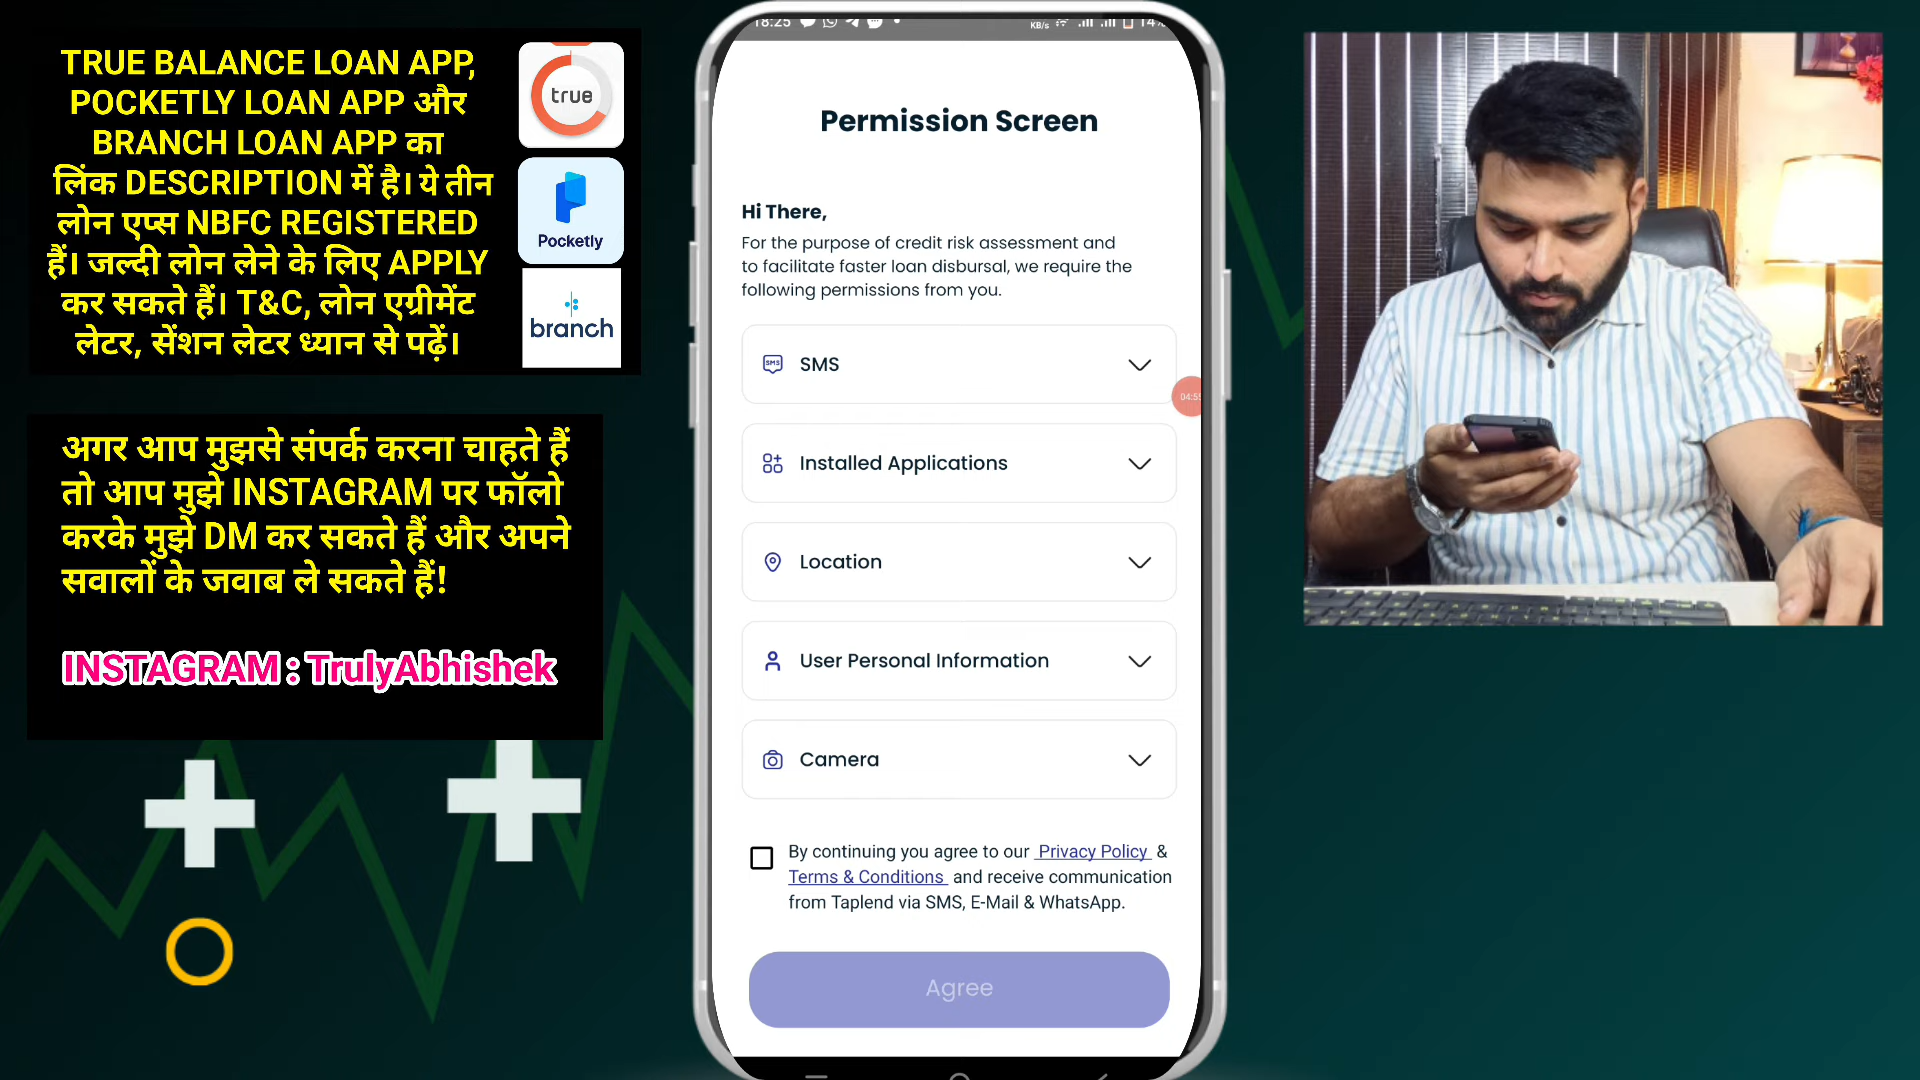 TRUE BALANCE LOAN APP,
POCKETLY LOAN APP और
BRANCH LOAN APP का
लिंक DESCRIPTION में है। ये तीन
लोन एप्स NBFC REGISTERED
हैं। जल्दी लोन लेने के लिए APPLY
कर सकते हैं। T&C, लोन एग्रीमेंट
लेटर, सेंशन लेटर ध्यान से पढ़ें।
true
Pocketly
branch
अगर आप मुझसे संपर्क करना चाहते हैं
तो आप मुझे INSTAGRAM पर फॉलो
करके मुझे DM कर सकते हैं और अपने
सवालों के जवाब ले सकते हैं!
INSTAGRAM : TrulyAbhishek
18:25
KB/s
14%
Permission Screen
Hi There,
For the purpose of credit risk assessment and
to facilitate faster loan disbursal, we require the
following permissions from you.
SMS
SMS
Installed Applications
Location
User Personal Information
Camera
By continuing you agree to our Privacy Policy &
Terms & Conditions and receive communication
from Taplend via SMS, E-Mail & WhatsApp.
Agree